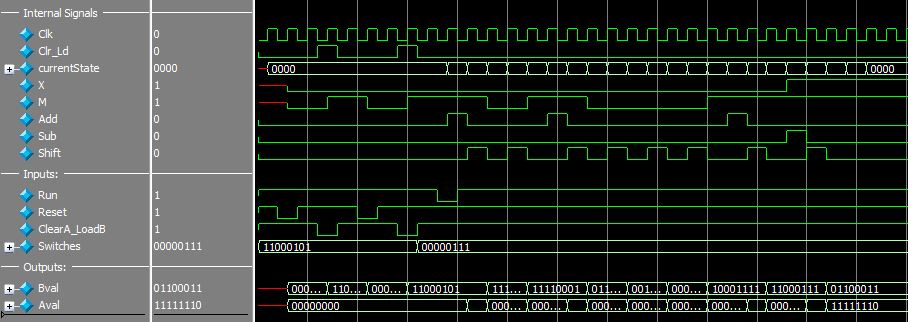 Internal Signals
Clk 0
Clr_Ld 0
currentState 0000 0000 0000
X 1
M 1
Add 0
Sub 0
Shift 0
Inputs:
Run 1
Reset 1
ClearA_LoadB 1
Switches 00000111 11000101 00000111
Outputs:
Bval 01100011 000... 110... 000... 11000101 111... 11110001 011... 001... 000... 10001111 11000111 01100011
Aval 11111110 00000000 000... 000... 000... 000... 000... 000... 11111110